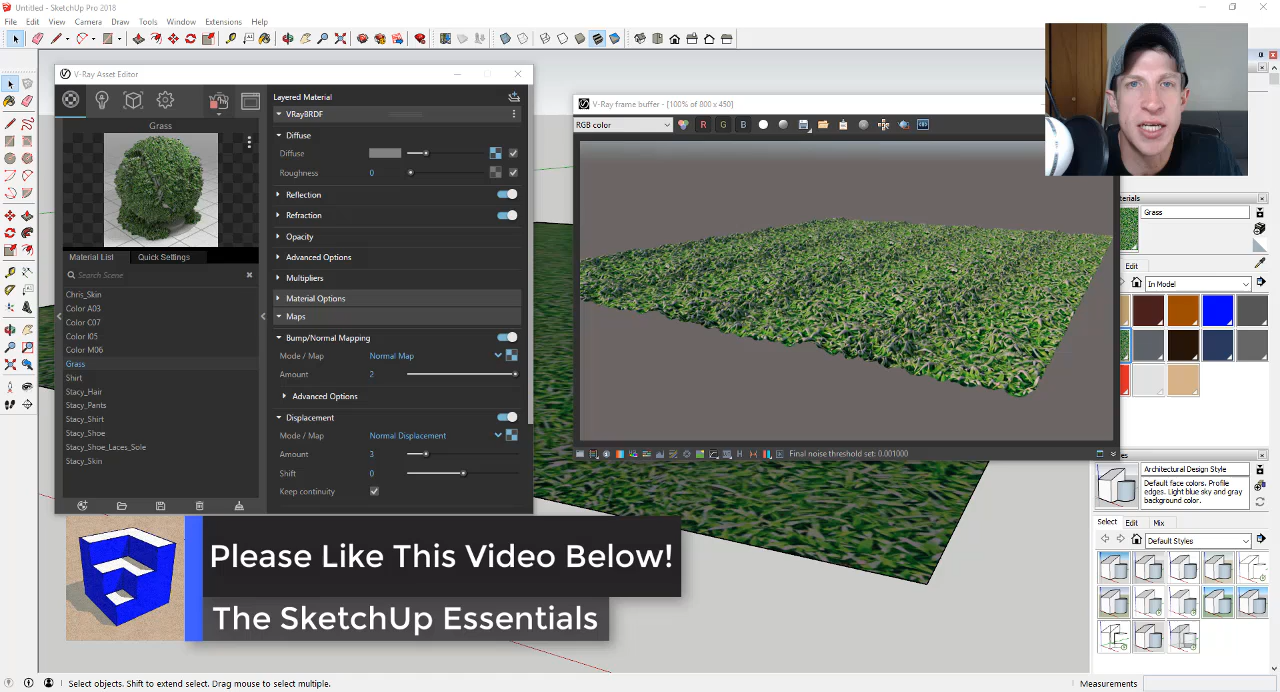 Untitled - SketchUp Pro 2018
File Edit View Camera Draw Tools Window Extensions Help
V-Ray Asset Editor
Grass
Material List Quick Settings
Search Scene
Chris_Skin
Color A03
Color C07
Color I05
Color M06
Grass
Shirt
Stacy_Hair
Stacy_Pants
Stacy_Shirt
Stacy_Shoe
Stacy_Shoe_Laces_Sole
Stacy_Skin
Layered Material
VRayBRDF
Diffuse
Diffuse
Roughness 0
Reflection
Refraction
Opacity
Advanced Options
Multipliers
Material Options
Maps
Bump/Normal Mapping
Mode / Map Normal Map
Amount 2
Advanced Options
Displacement
Mode / Map Normal Displacement
Amount 3
Shift 0
Keep continuity
V-Ray frame buffer - [100% of 800 x 450]
RGB color R G B
Final noise threshold set: 0.001000
Grass
Edit
In Model
Architectural Design Style
Default face colors. Profile
edges. Light blue sky and gray
background color.
Select Edit Mix
Default Styles
Please Like This Video Below!
The SketchUp Essentials
Select objects. Shift to extend select. Drag mouse to select multiple.
Measurements